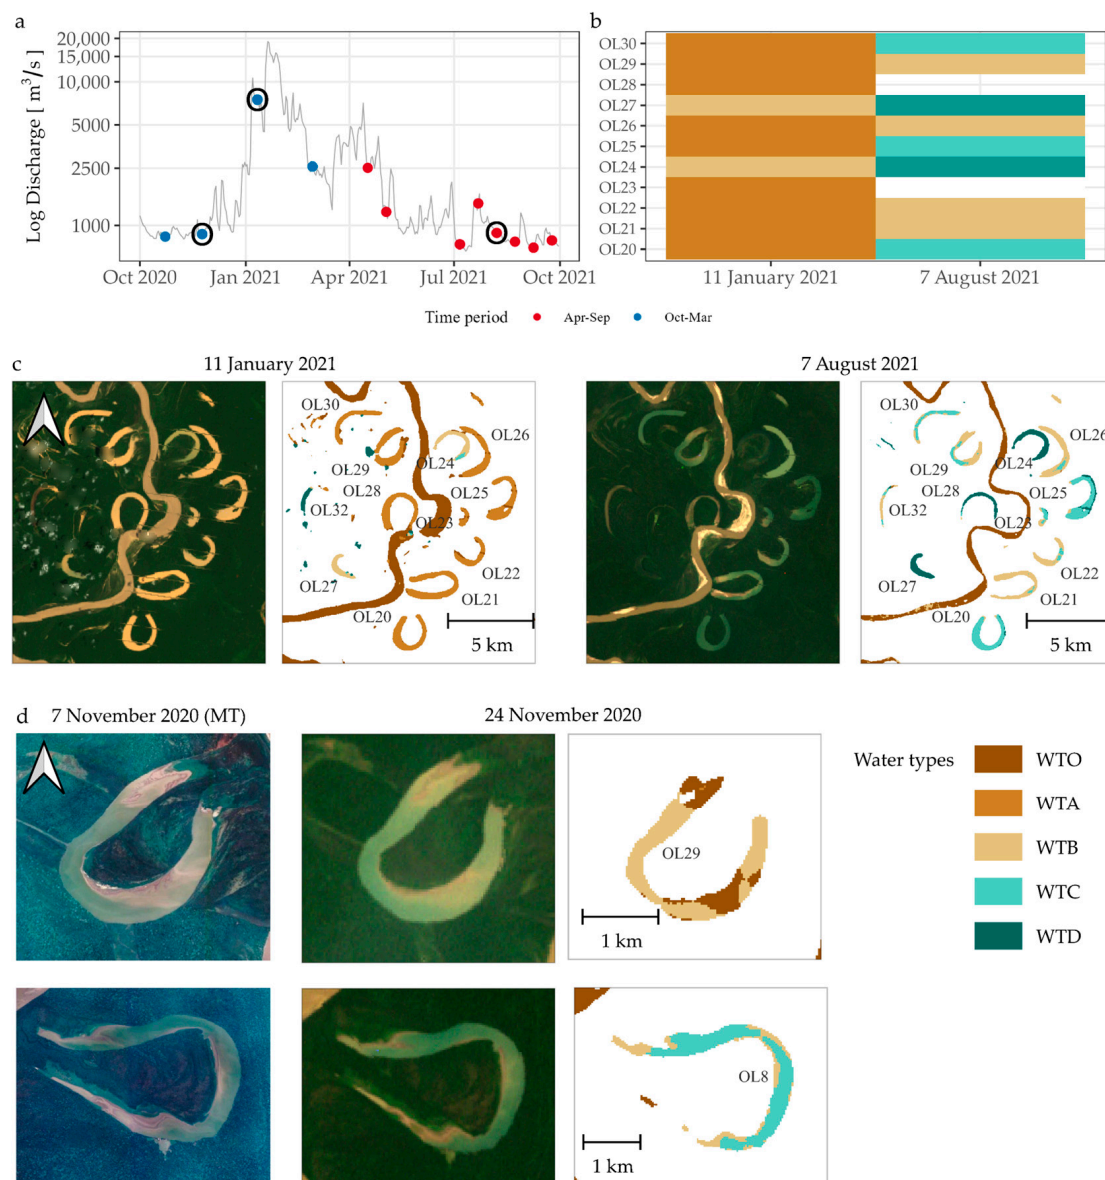 a
Log Discharge [ m³/s ]
20,000
15,000
10,000
5000
2500
1000
Oct 2020 Jan 2021 Apr 2021 Jul 2021 Oct 2021
b
OL30
OL29
OL28
OL27
OL26
OL25
OL24
OL23
OL22
OL21
OL20
11 January 2021 7 August 2021
Time period Apr-Sep Oct-Mar
c
11 January 2021
OL30
OL26
OL24
OL29
OL28
OL25
OL32
OL23
OL27
OL22
OL21
OL20
5 km
7 August 2021
OL30
OL26
OL24
OL29
OL28
OL25
OL23
OL27
OL22
OL21
OL20
5 km
d 7 November 2020 (MT) 24 November 2020
OL29
1 km
OL8
1 km
Water types
WTO
WTA
WTB
WTC
WTD